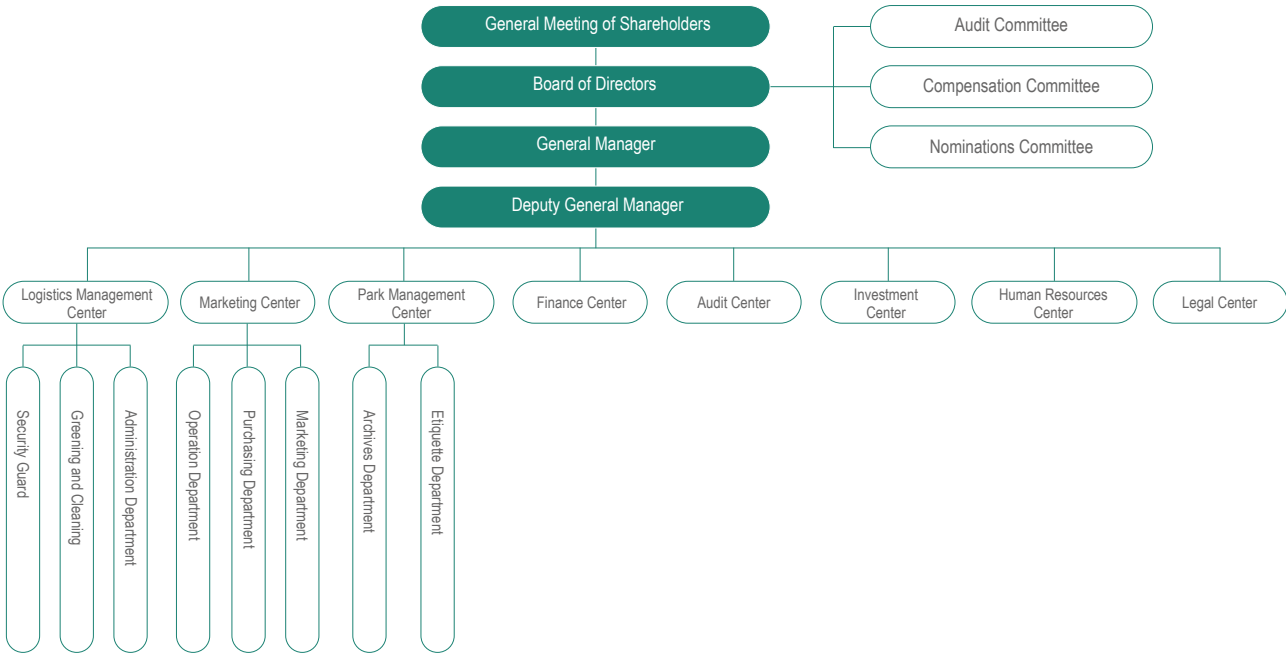 General Meeting of Shareholders
Audit Committee
Board of Directors
Compensation Committee
General Manager
Nominations Committee
Deputy General Manager
Logistics Management
Center
Marketing Center
Park Management
Center
Finance Center
Audit Center
Investment
Center
Human Resources
Center
Legal Center
Security Guard
Greening and Cleaning
Administration Department
Operation Department
Purchasing Department
Marketing Department
Archives Department
Etiquette Department